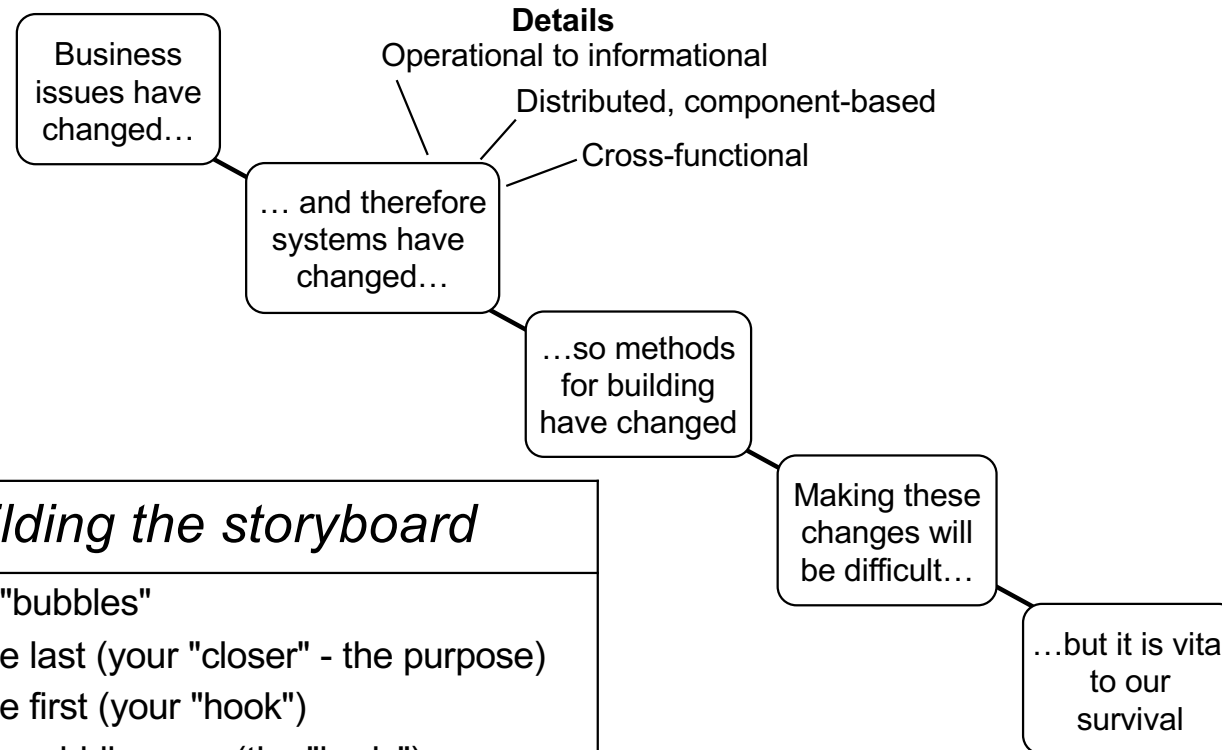 Details
Operational to informational
Distributed, component-based
Cross-functional
Business
issues have
changed…
… and therefore
systems have
changed…
…so methods
for building
have changed
Making these
changes will
be difficult…
…but it is
to our
survival
the storyboard
"bubbles"
last (your "closer" - the purpose)
first (your "hook")